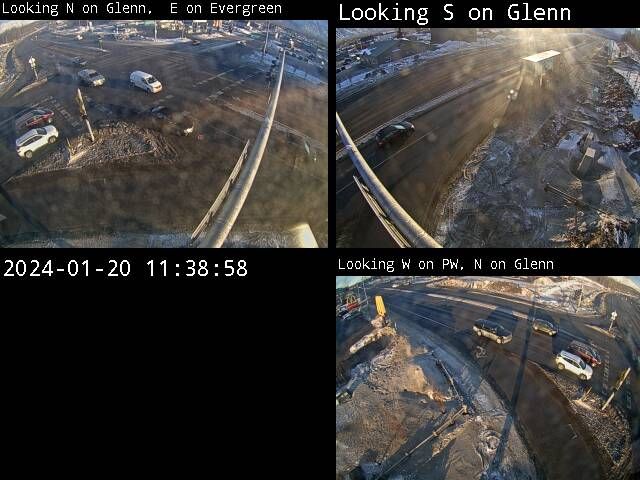 Looking N on Glenn,  E on Evergreen
Looking S on Glenn
2024-01-20 11:38:58
Looking W on PW, N on Glenn